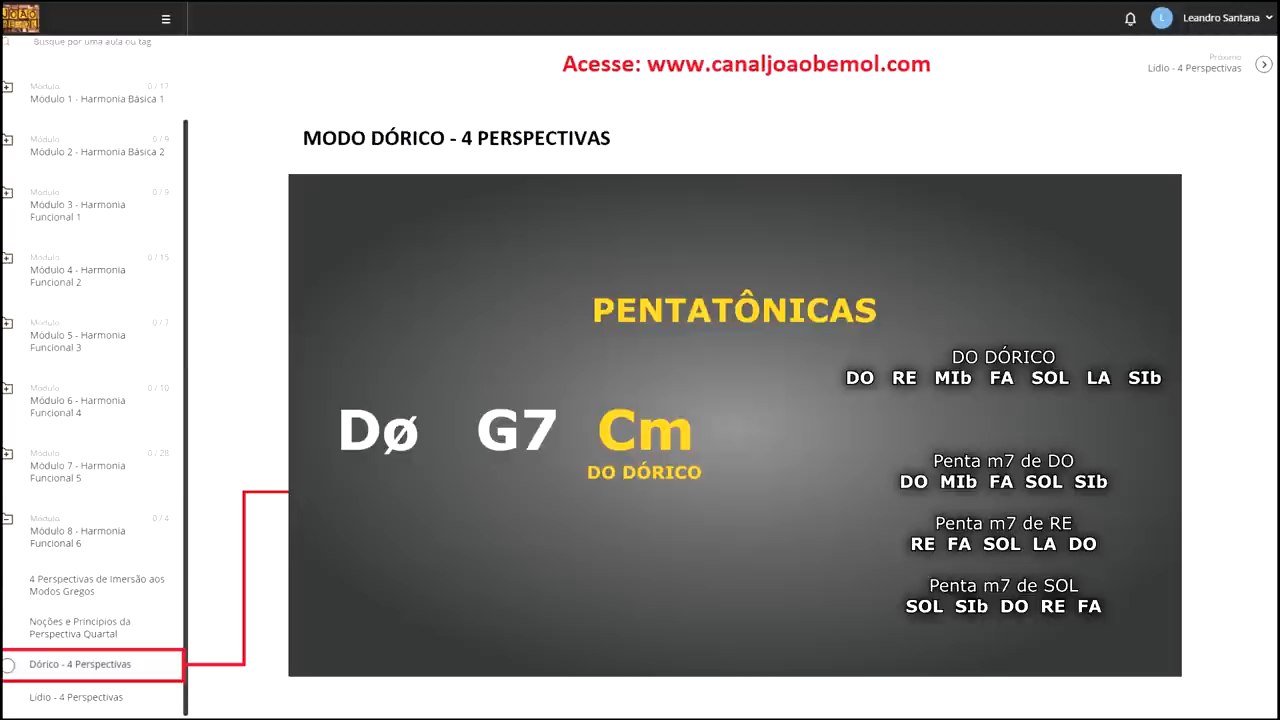 JOÃO
BEMOL
Leandro Santana
Busque por uma aula ou tag
Acesse: www.canaljoaobemol.com
Próximo
Lídio - 4 Perspectivas
Módulo 0 / 17
Módulo 1 - Harmonia Básica 1
MODO DÓRICO - 4 PERSPECTIVAS
Módulo 0 / 9
Módulo 2 - Harmonia Básica 2
Módulo 0 / 9
Módulo 3 - Harmonia
Funcional 1
Módulo 0 / 15
Módulo 4 - Harmonia
Funcional 2
Módulo 0 / 7
Módulo 5 - Harmonia
Funcional 3
Módulo 0 / 10
Módulo 6 - Harmonia
Funcional 4
Módulo 0 / 28
Módulo 7 - Harmonia
Funcional 5
Módulo 0 / 4
Módulo 8 - Harmonia
Funcional 6
4 Perspectivas de Imersão aos
Modos Gregos
Noções e Princípios da
Perspectiva Quartal
Dórico - 4 Perspectivas
Lídio - 4 Perspectivas
PENTATÔNICAS
Dø G7 Cm
DO DÓRICO
DO DÓRICO
DO RE MIb FA SOL LA SIb
Penta m7 de DO
DO MIb FA SOL SIb
Penta m7 de RE
RE FA SOL LA DO
Penta m7 de SOL
SOL SIb DO RE FA